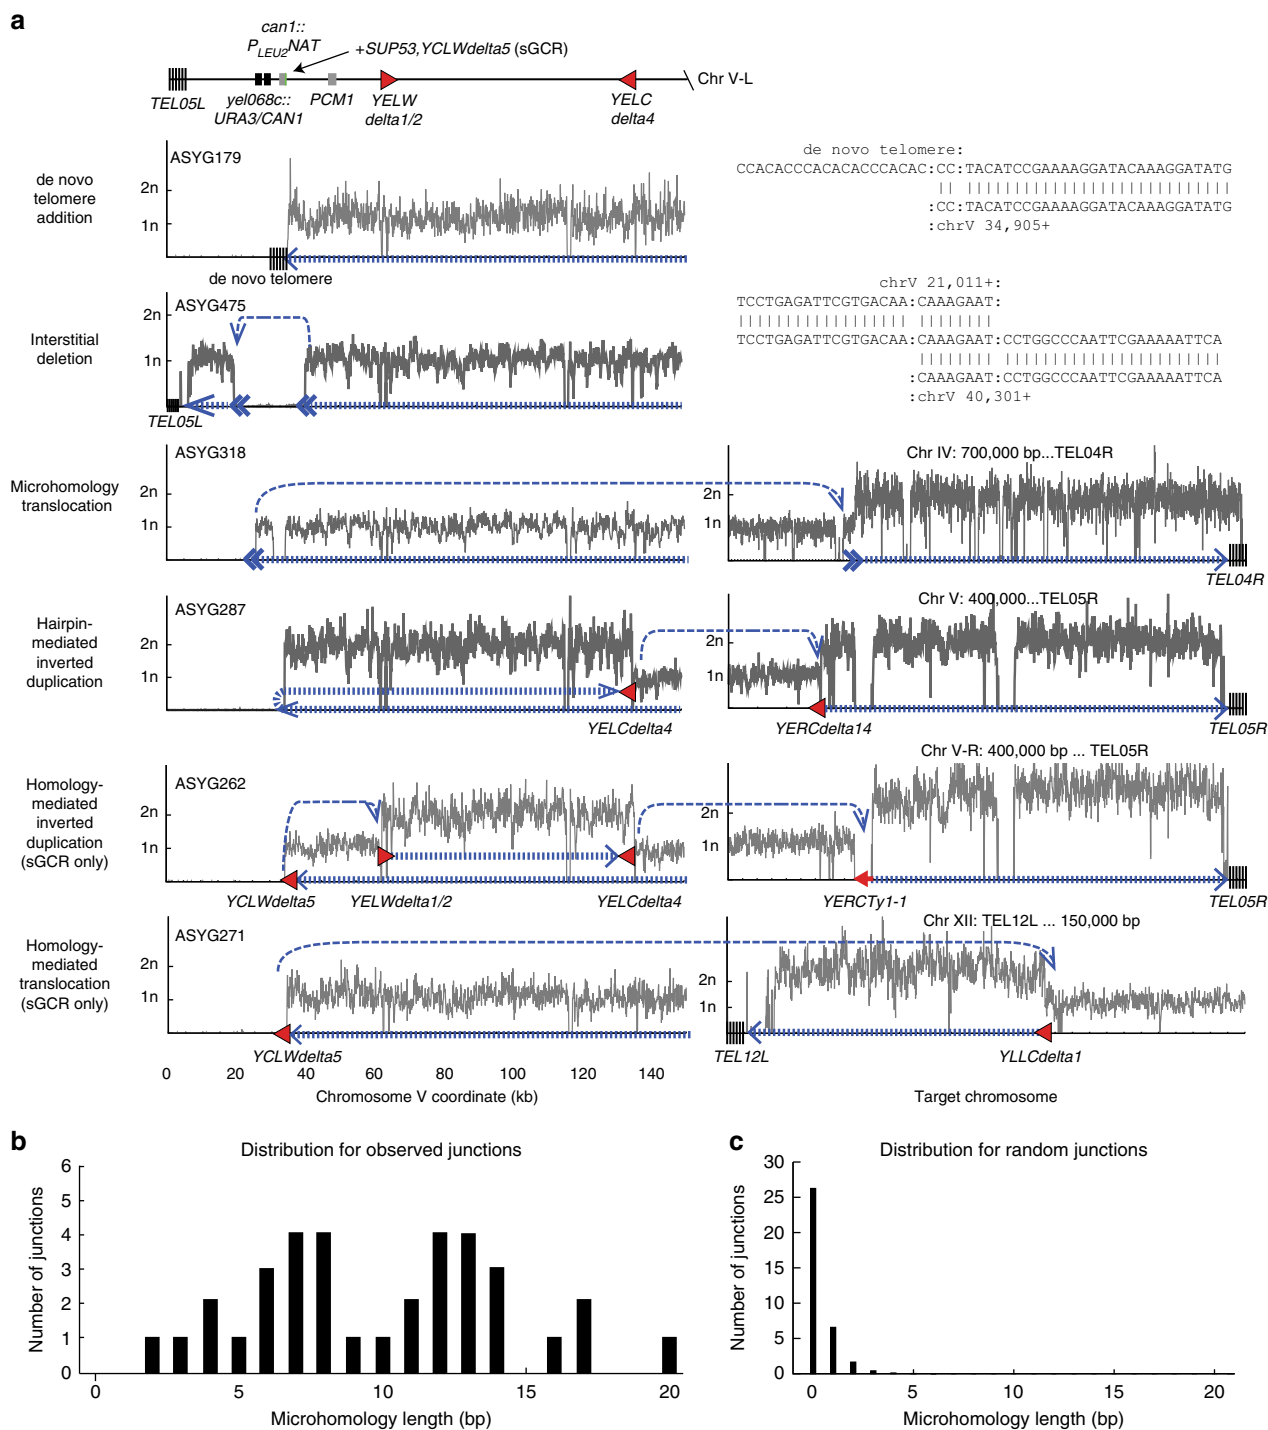 a
can1::
PLEU2NAT
+SUP53,YCLWdelta5 (sGCR)
Chr V-L
TEL05L
yel068c::
URA3/CAN1
PCM1
YELW
delta1/2
YELC
delta4
de novo
telomere
addition
ASYG179
2n
1n
de novo telomere
de novo telomere:
CCACACCCACACACCCACAC:CC:TACATCCGAAAAGGATACAAAGGATATG
:CC:TACATCCGAAAAGGATACAAAGGATATG
:chrV 34,905+
Interstitial
deletion
ASYG475
2n
1n
TEL05L
chrV 21,011+:
TCCTGAGATTCGTGACAA:CAAAGAAT:
TCCTGAGATTCGTGACAA:CAAAGAAT:CCTGGCCCAATTCGAAAAATTCA
:CAAAGAAT:CCTGGCCCAATTCGAAAAATTCA
:chrV 40,301+
Microhomology
translocation
ASYG318
2n
1n
Chr IV: 700,000 bp...TEL04R
2n
1n
TEL04R
Hairpin-
mediated
inverted
duplication
ASYG287
2n
1n
YELCdelta4
Chr V: 400,000...TEL05R
2n
1n
YERCdelta14
TEL05R
Homology-
mediated
inverted
duplication
(sGCR only)
ASYG262
2n
1n
YCLWdelta5
YELWdelta1/2
YELCdelta4
Chr V-R: 400,000 bp ... TEL05R
2n
1n
YERCTy1-1
TEL05R
Homology-
mediated
translocation
(sGCR only)
ASYG271
2n
1n
YCLWdelta5
Chr XII: TEL12L ... 150,000 bp
2n
1n
TEL12L
YLLCdelta1
0 20 40 60 80 100 120 140
Chromosome V coordinate (kb)
Target chromosome
b
Distribution for observed junctions
Number of junctions
6
5
4
3
2
1
0
0 5 10 15 20
Microhomology length (bp)
c
Distribution for random junctions
Number of junctions
30
25
20
15
10
5
0
0 5 10 15 20
Microhomology length (bp)